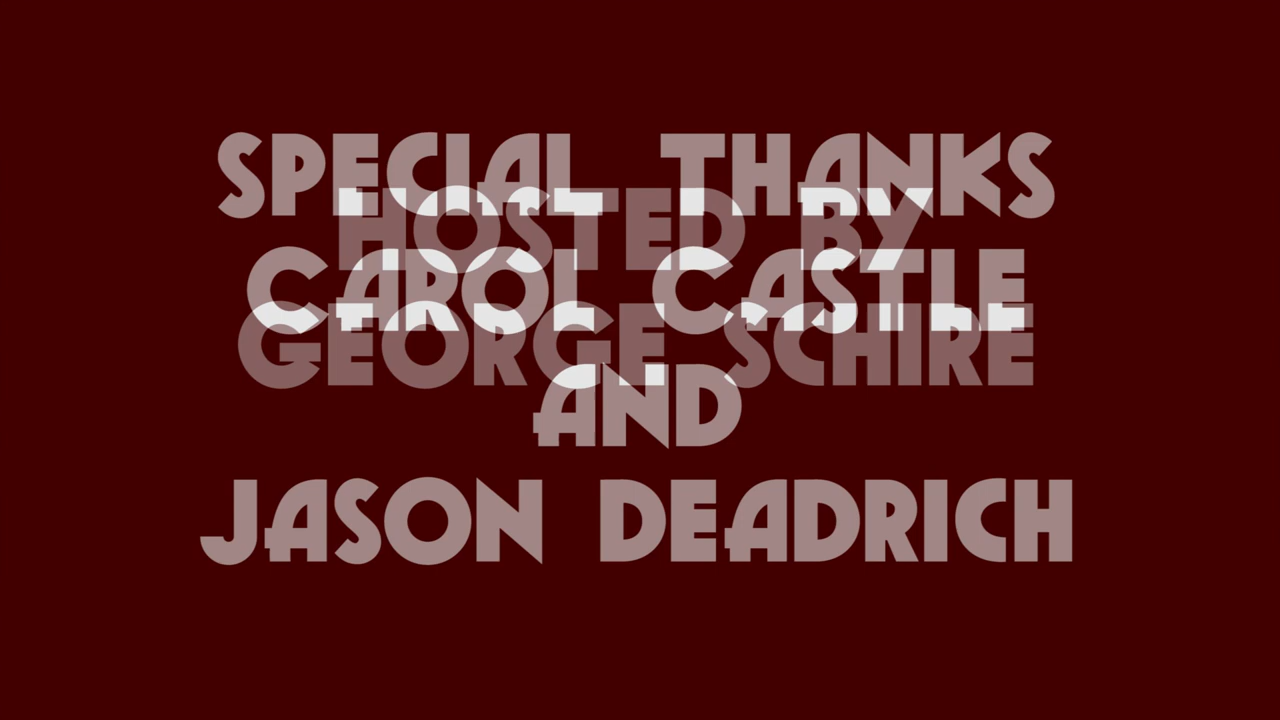 SPECIAL THANKS
HOSTED BY
CAROL CASTLE
GEORGE SCHIRE
AND
JASON DEADRICH